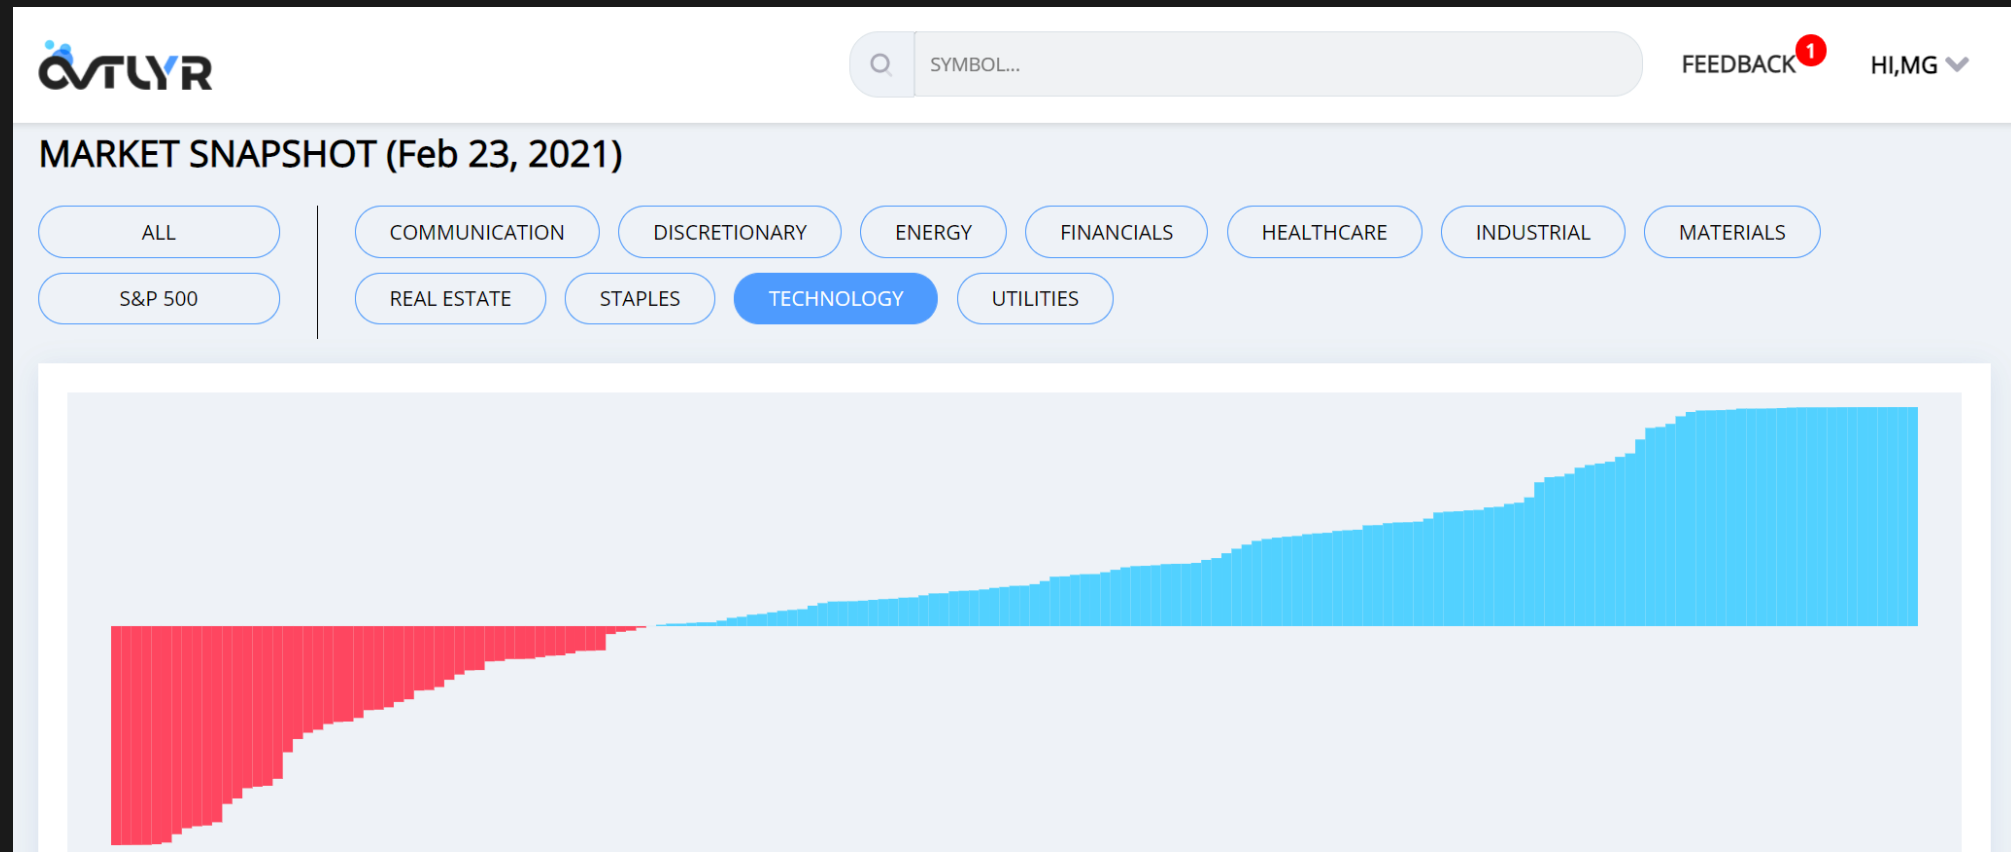 OVTLYR
SYMBOL...
FEEDBACK 1
HI,MG
MARKET SNAPSHOT (Feb 23, 2021)
ALL
COMMUNICATION
DISCRETIONARY
ENERGY
FINANCIALS
HEALTHCARE
INDUSTRIAL
MATERIALS
S&P 500
REAL ESTATE
STAPLES
TECHNOLOGY
UTILITIES